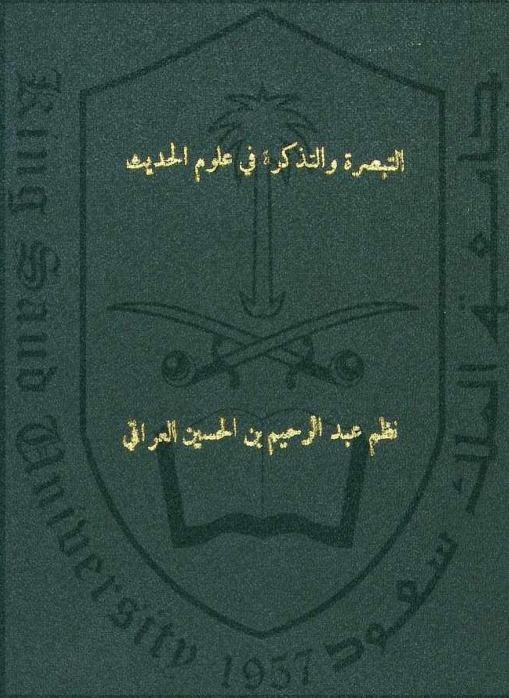 التبصرة والتذكرة في علوم الحديث
نظم عبد الرحيم بن الحسين العراقي
King Saud University
1957
جامعة الملك سعود